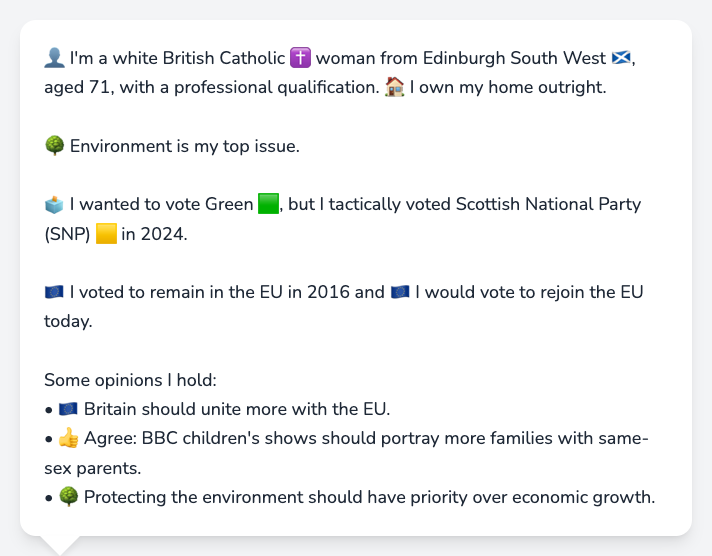 👤 I'm a white British Catholic ✝️ woman from Edinburgh South West 🏴󠁧󠁢󠁳󠁣󠁴󠁿,
aged 71, with a professional qualification. 🏠 I own my home outright.
🌳 Environment is my top issue.
🗳️ I wanted to vote Green 🟩, but I tactically voted Scottish National Party
(SNP) 🟨 in 2024.
🇪🇺 I voted to remain in the EU in 2016 and 🇪🇺 I would vote to rejoin the EU
today.
Some opinions I hold:
• 🇪🇺 Britain should unite more with the EU.
• 👍 Agree: BBC children's shows should portray more families with same-
sex parents.
• 🌳 Protecting the environment should have priority over economic growth.